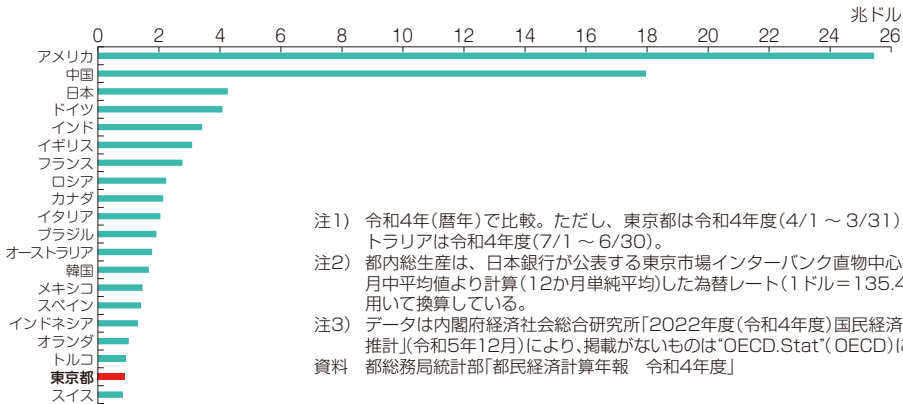 兆ドル
0 2 4 6 8 10 12 14 16 18 20 22 24 26
アメリカ
中国
日本
ドイツ
インド
イギリス
フランス
ロシア
カナダ
イタリア
ブラジル
オーストラリア
韓国
メキシコ
スペイン
インドネシア
オランダ
トルコ
東京都
スイス
注1) 令和4年(暦年)で比較。ただし、東京都は令和4年度(4/1～3/31)
トラリアは令和4年度(7/1～6/30)。
注2) 都内総生産は、日本銀行が公表する東京市場インターバンク直物中心
月中平均値より計算(12か月単純平均)した為替レート(1ドル＝135.4
用いて換算している。
注3) データは内閣府経済社会総合研究所「2022年度(令和4年度)国民経済
推計」(令和5年12月)により、掲載がないものは“OECD.Stat”(OECD)に
資料 都総務局統計部「都民経済計算年報 令和4年度」